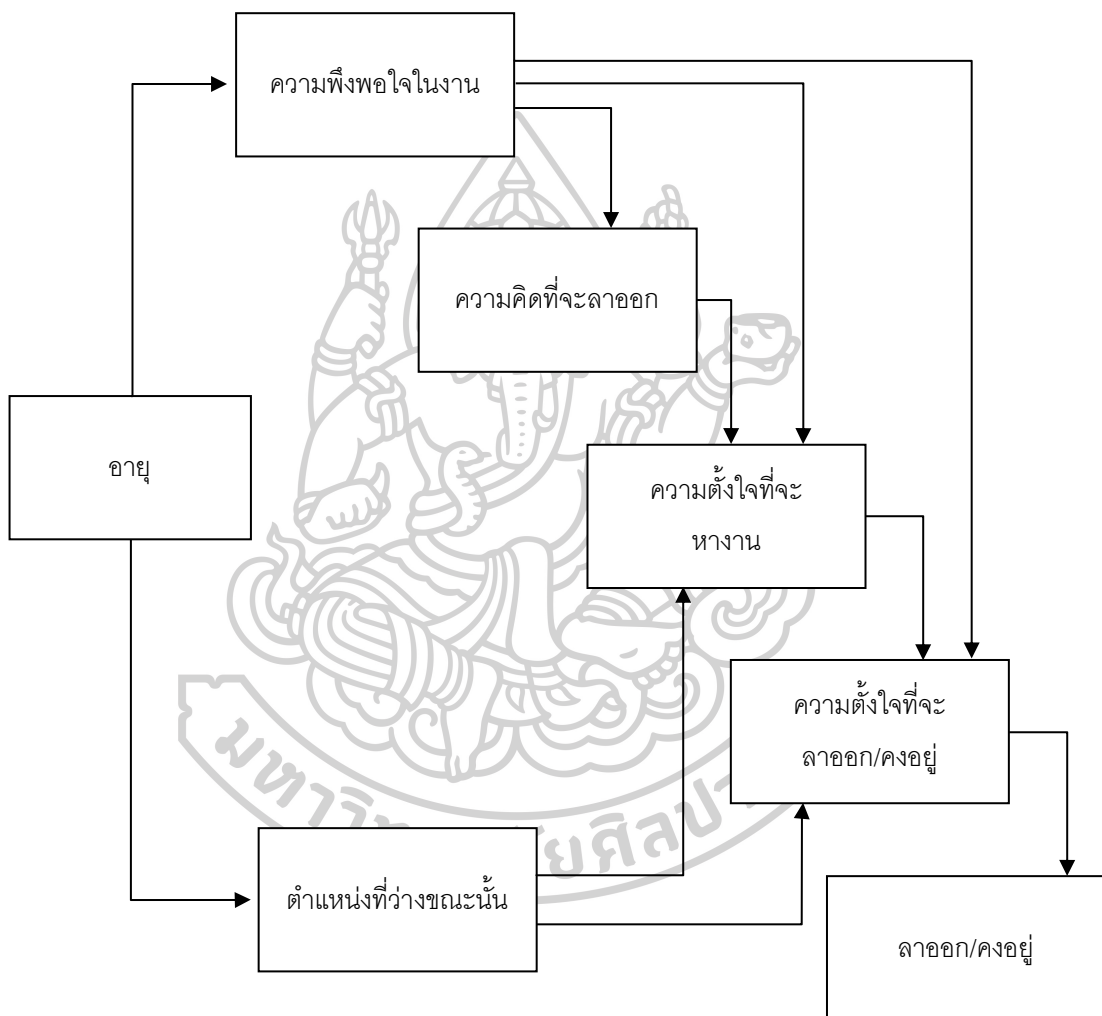 ความพึงพอใจในงาน
ความคิดที่จะลาออก
อายุ
ความตั้งใจที่จะ
หางาน
ความตั้งใจที่จะ
ลาออก/คงอยู่
ตำแหน่งที่ว่างขณะนั้น
ลาออก/คงอยู่